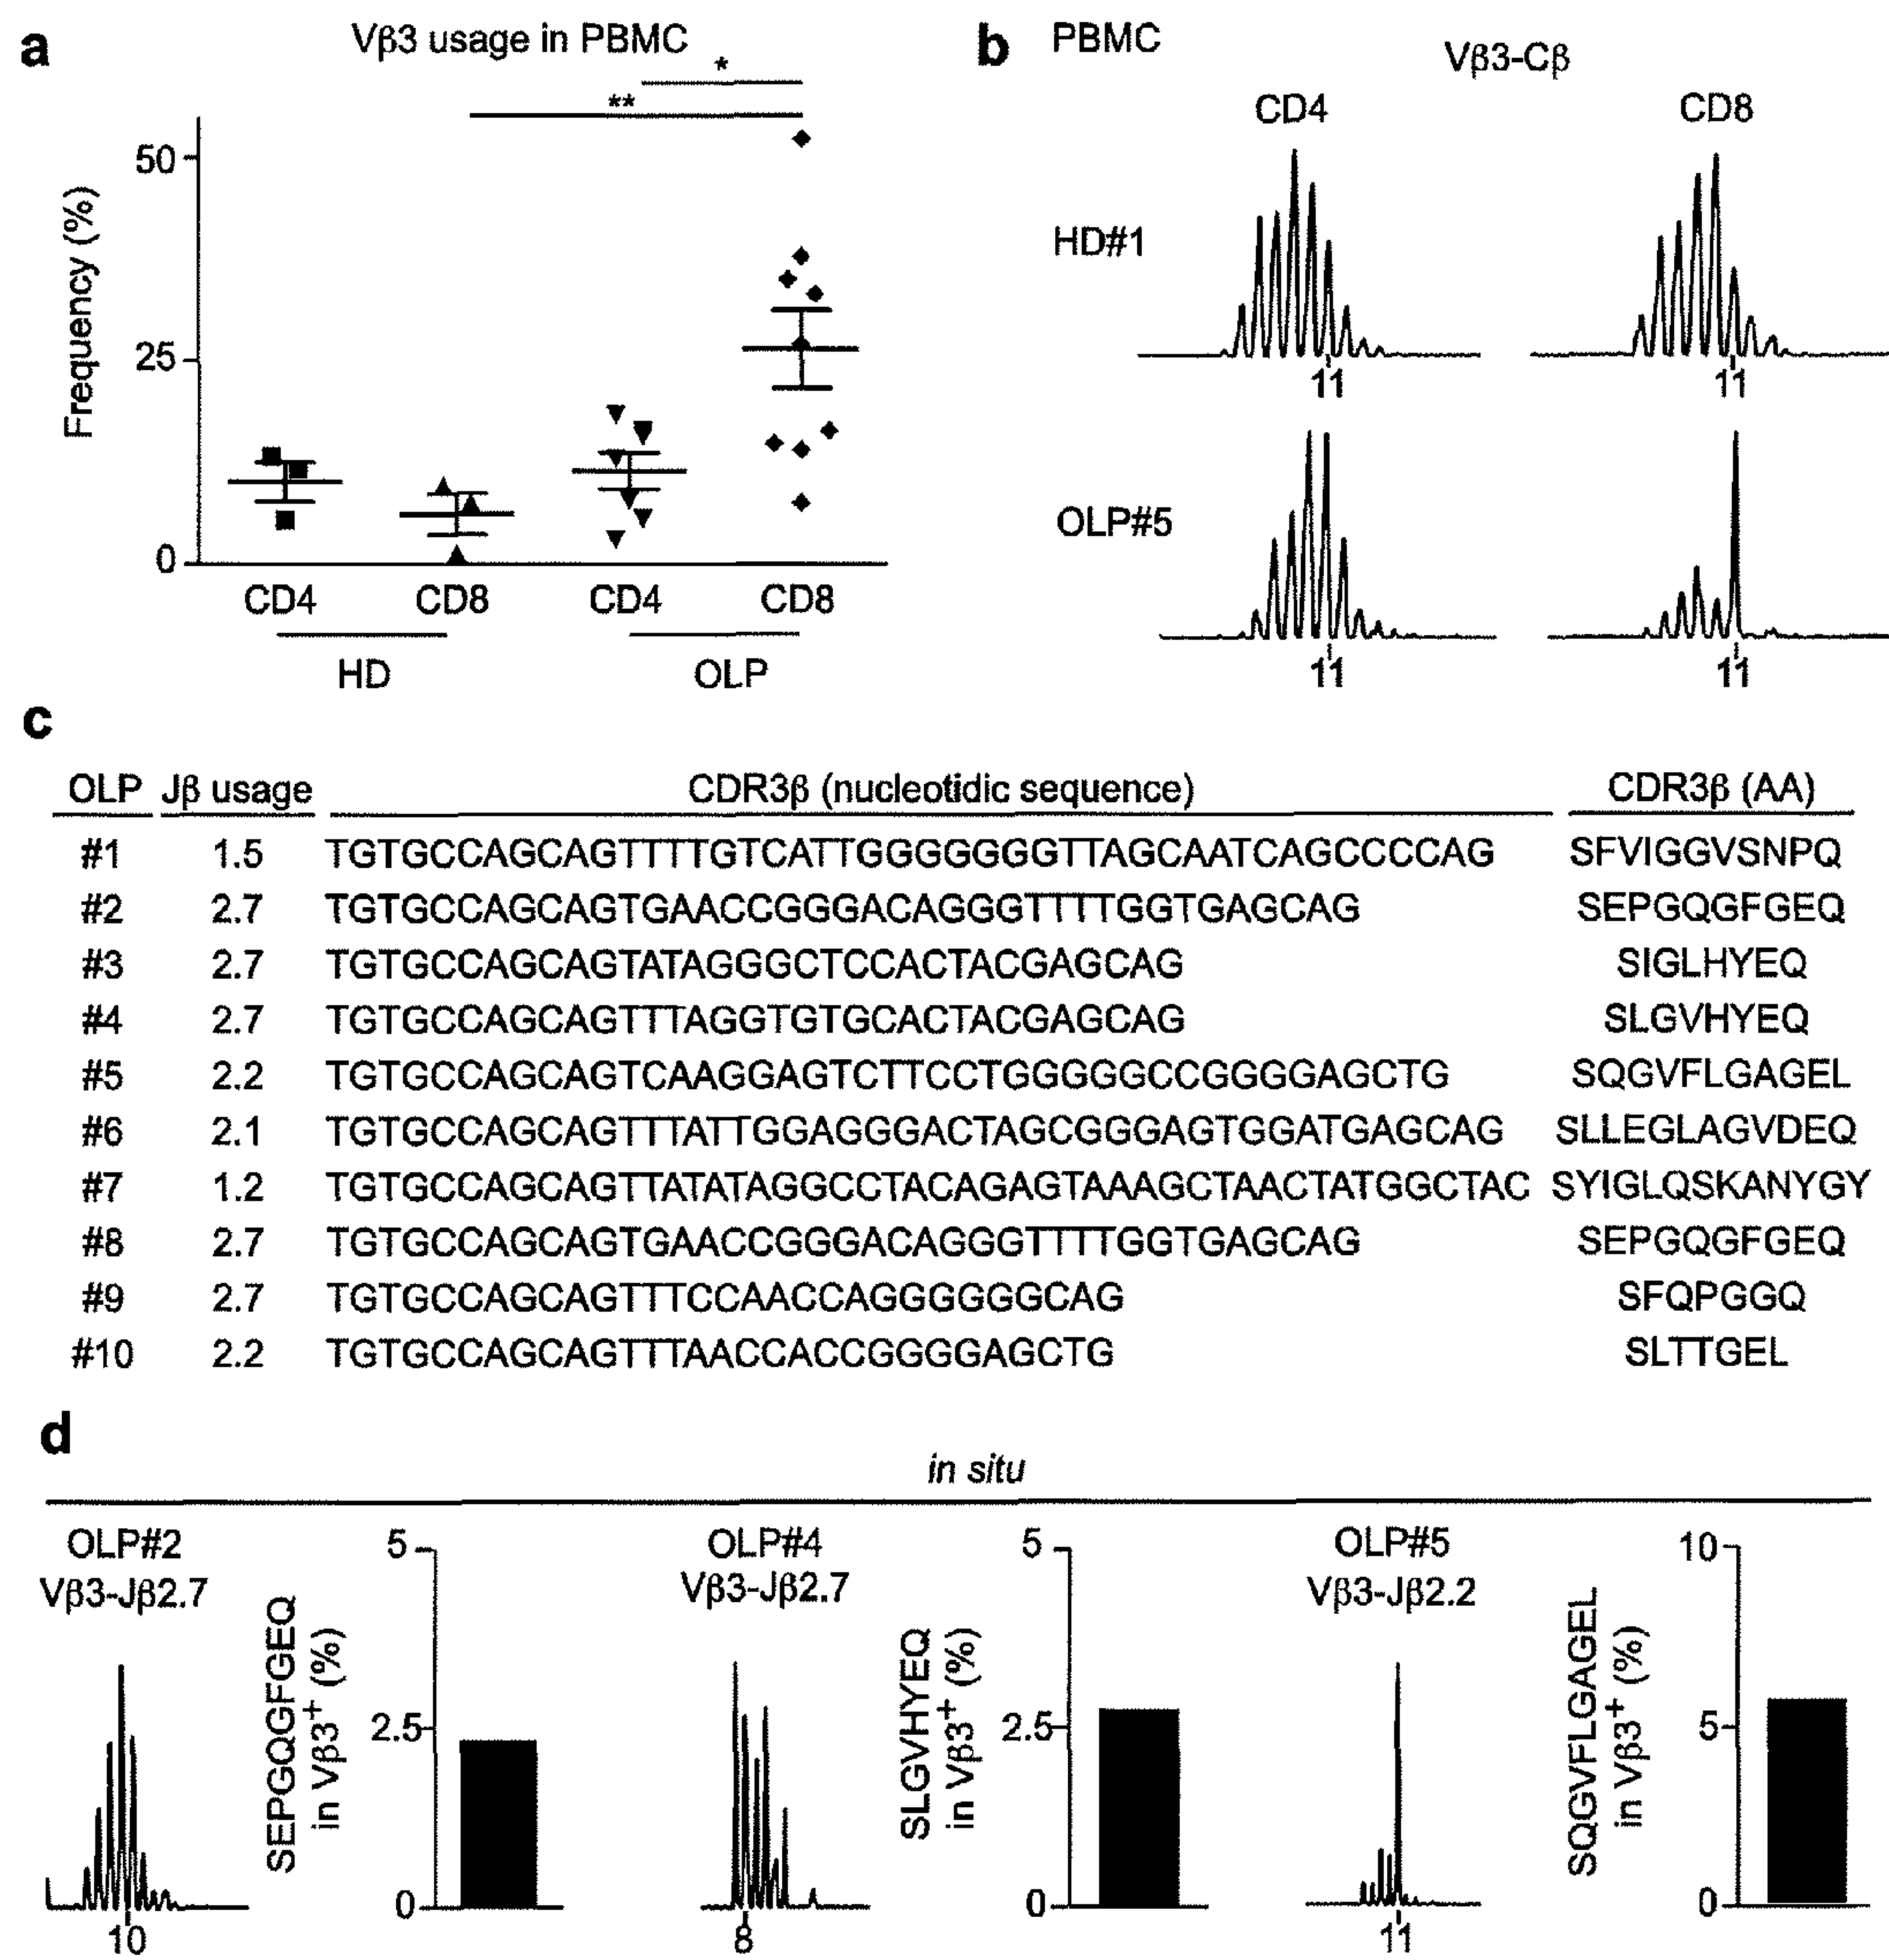 a
Vβ3 usage in PBMC
*
**
50
25
0
Frequency (%)
CD4
CD8
CD4
CD8
HD
OLP
b
PBMC
Vβ3-Cβ
CD4
CD8
HD#1
11
11
OLP#5
11
11
c
OLP Jβ usage CDR3β (nucleotidic sequence) CDR3β (AA)
#1 1.5 TGTGCCAGCAGTTTTGTCATTGGGGGGGTTAGCAATCAGCCCCAG SFVIGGVSNPQ
#2 2.7 TGTGCCAGCAGTGAACCGGGACAGGGTTTTGGTGAGCAG SEPGQGFGEQ
#3 2.7 TGTGCCAGCAGTATAGGGCTCCACTACGAGCAG SIGLHYEQ
#4 2.7 TGTGCCAGCAGTTTAGGTGTGCACTACGAGCAG SLGVHYEQ
#5 2.2 TGTGCCAGCAGTCAAGGAGTCTTCCTGGGGGCCGGGGAGCTG SQGVFLGAGEL
#6 2.1 TGTGCCAGCAGTTTATTGGAGGGACTAGCGGGAGTGGATGAGCAG SLLEGLAGVDEQ
#7 1.2 TGTGCCAGCAGTTATATAGGCCTACAGAGTAAAGCTAACTATGGCTAC SYIGLQSKANYGY
#8 2.7 TGTGCCAGCAGTGAACCGGGACAGGGTTTTGGTGAGCAG SEPGQGFGEQ
#9 2.7 TGTGCCAGCAGTTTCCAACCAGGGGGGCAG SFQPGGQ
#10 2.2 TGTGCCAGCAGTTTAACCACCGGGGAGCTG SLTTGEL
d
in situ
OLP#2
Vβ3-Jβ2.7
10
SEPGQGFGEQ
in Vβ3+ (%)
5
2.5
0
OLP#4
Vβ3-Jβ2.7
8
SLGVHYEQ
in Vβ3+ (%)
5
2.5
0
OLP#5
Vβ3-Jβ2.2
11
SQGVFLGAGEL
in Vβ3+ (%)
10
5
0